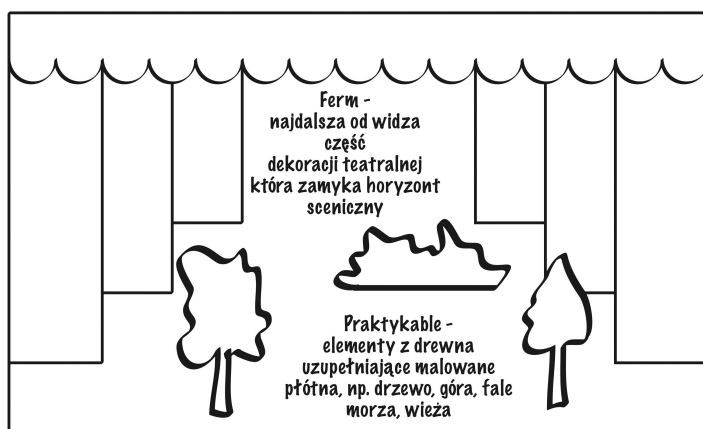 Ferm -
najdalsza od widza
część
dekoracji teatralnej
która zamyka horyzont
sceniczny
Praktykable -
elementy z drewna
uzupełniające malowane
płótna, np. drzewo, góra, fale
morza, wieża